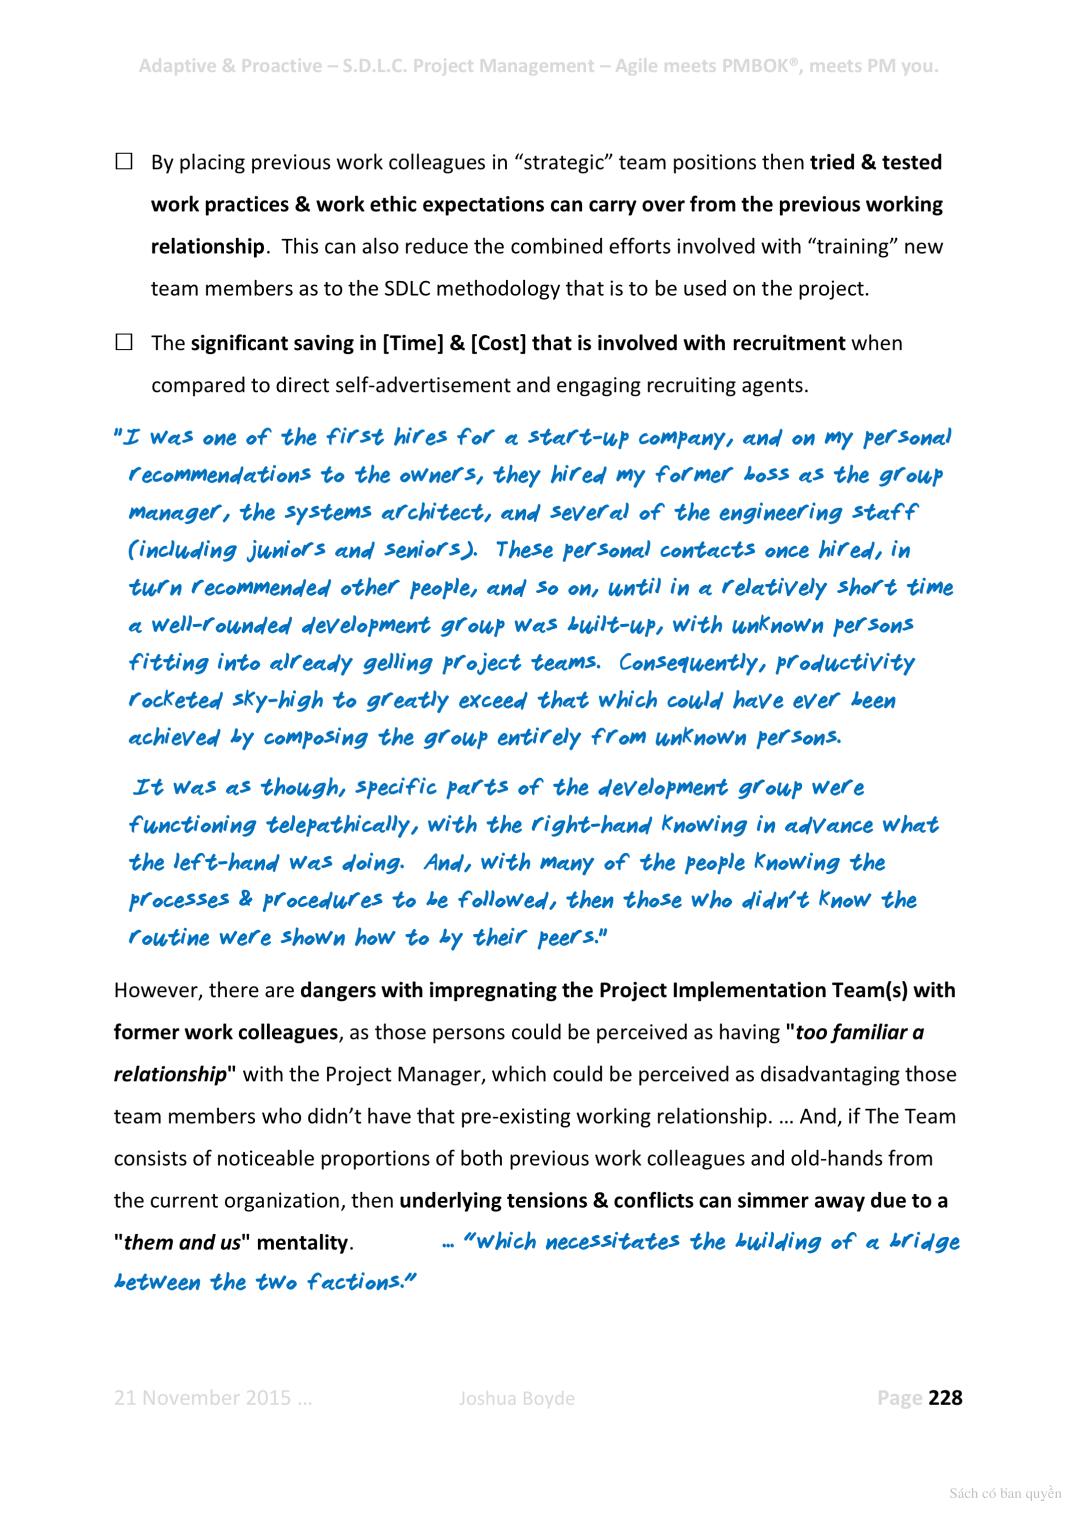 Adaptive & Proactive – S.D.L.C. Project Management – Agile meets PMBOK®, meets PM you.
☐ By placing previous work colleagues in “strategic” team positions then tried & tested
work practices & work ethic expectations can carry over from the previous working
relationship. This can also reduce the combined efforts involved with “training” new
team members as to the SDLC methodology that is to be used on the project.
☐ The significant saving in [Time] & [Cost] that is involved with recruitment when
compared to direct self-advertisement and engaging recruiting agents.
"I was one of the first hires for a start-up company, and on my personal
recommendations to the owners, they hired my former boss as the group
manager, the systems architect, and several of the engineering staff
(including juniors and seniors). These personal contacts once hired, in
turn recommended other people, and so on, until in a relatively short time
a well-rounded development group was built-up, with unknown persons
fitting into already gelling project teams. Consequently, productivity
rocketed sky-high to greatly exceed that which could have ever been
achieved by composing the group entirely from unknown persons.
It was as though, specific parts of the development group were
functioning telepathically, with the right-hand knowing in advance what
the left-hand was doing. And, with many of the people knowing the
processes & procedures to be followed, then those who didn’t know the
routine were shown how to by their peers."
However, there are dangers with impregnating the Project Implementation Team(s) with
former work colleagues, as those persons could be perceived as having "too familiar a
relationship" with the Project Manager, which could be perceived as disadvantaging those
team members who didn’t have that pre-existing working relationship. … And, if The Team
consists of noticeable proportions of both previous work colleagues and old-hands from
the current organization, then underlying tensions & conflicts can simmer away due to a
"them and us" mentality. … “which necessitates the building of a bridge
between the two factions.”
21 November 2015 … Joshua Boyde Page 228
Sách có bản quyền